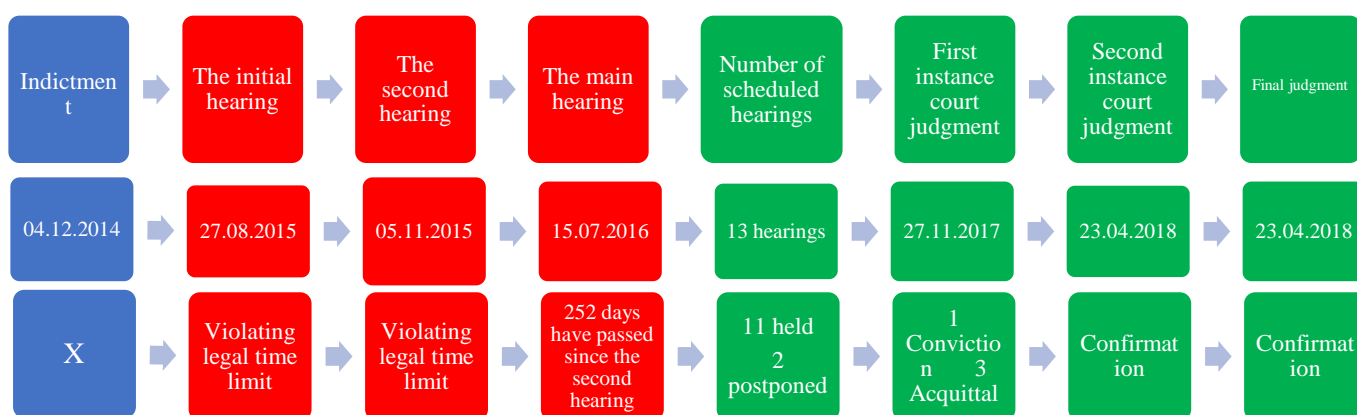 Indictmen
t
The initial
hearing
The
second
hearing
The main
hearing
Number of
scheduled
hearings
First
instance
court
judgment
Second
instance
court
judgment
Final judgment
04.12.2014
27.08.2015
05.11.2015
15.07.2016
13 hearings
27.11.2017
23.04.2018
23.04.2018
X
Violating
legal time
limit
Violating
legal time
limit
252 days
have passed
since the
second
hearing
11 held
2
postponed
1
Convictio
n 3
Acquittal
Confirmat
ion
Confirmat
ion